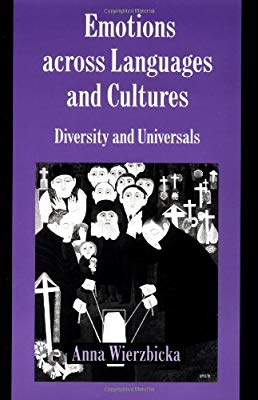 Emotions
across Languages
and Cultures
Diversity and Universals
Anna Wierzbicka